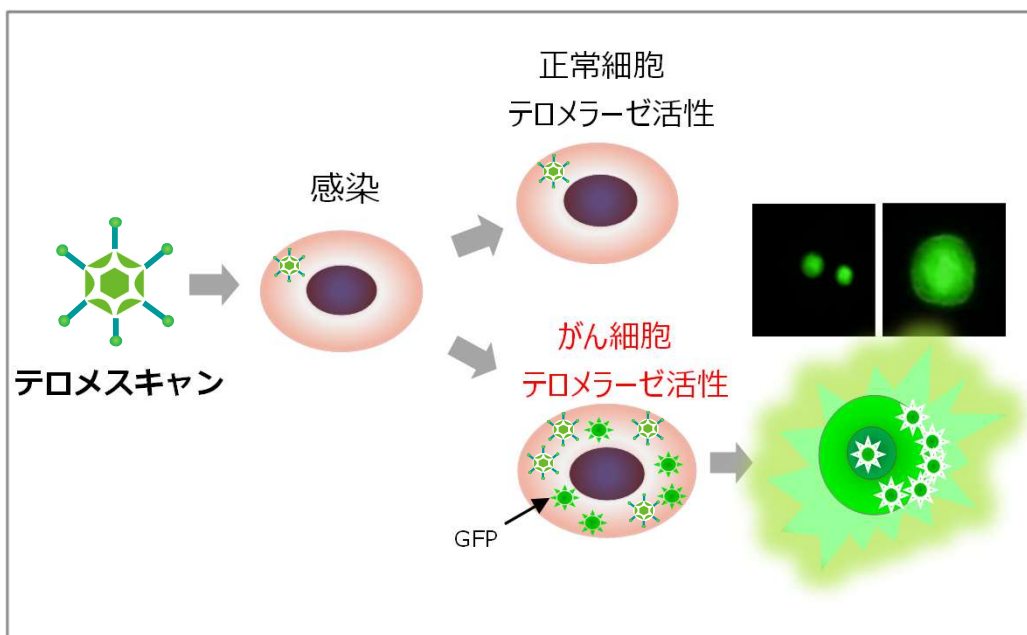 正常細胞
テロメラーゼ活性
感染
テロメスキャン
がん細胞
テロメラーゼ活性
GFP